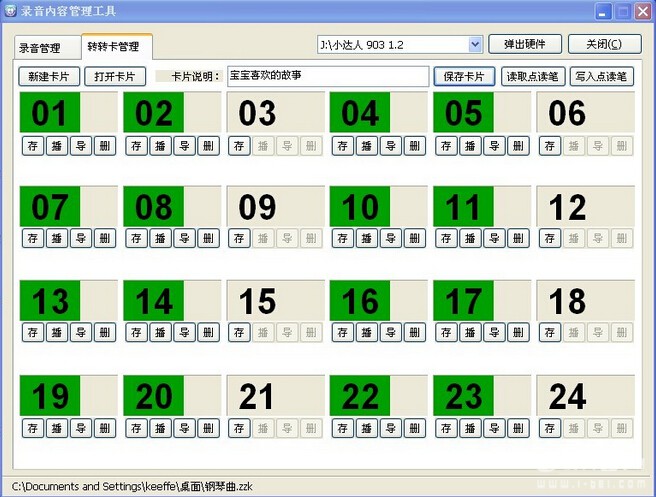 录音内容管理工具
录音管理 转转卡管理 J:\小达人 903 1.2 弹出硬件 关闭(C)
新建卡片 打开卡片 卡片说明： 宝宝喜欢的故事 保存卡片 读取点读笔 写入点读笔
01 02 03 04 05 06
存 播 导 删 存 播 导 删 存 播 导 删 存 播 导 删 存 播 导 删 存 播 导 删
07 08 09 10 11 12
存 播 导 删 存 播 导 删 存 播 导 删 存 播 导 删 存 播 导 删 存 播 导 删
13 14 15 16 17 18
存 播 导 删 存 播 导 删 存 播 导 删 存 播 导 删 存 播 导 删 存 播 导 删
19 20 21 22 23 24
存 播 导 删 存 播 导 删 存 播 导 删 存 播 导 删 存 播 导 删 存 播 导 删
C:\Documents and Settings\keeffe\桌面\钢琴曲.zzk